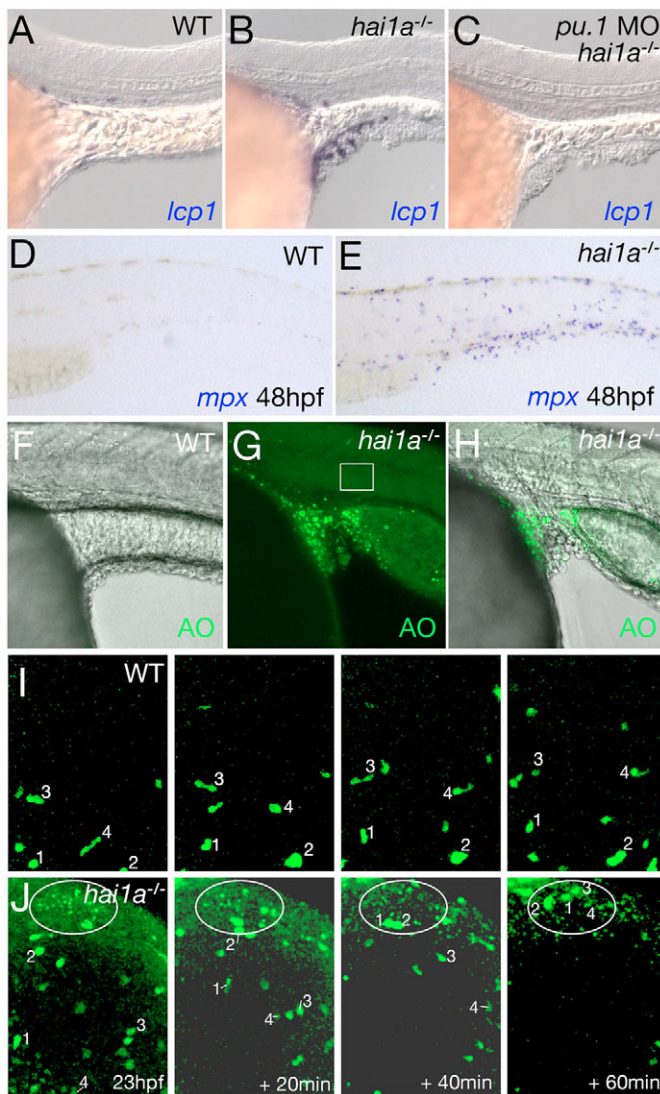 A WT
B hai1a-/-
C pu.1 MO
hai1a-/-
lcp1
lcp1
lcp1
D WT
E hai1a-/-
mpx 48hpf
mpx 48hpf
F WT
G hai1a-/-
H hai1a-/-
AO
AO
AO
I WT
3
1
4
2
3
1
4
2
3
1
4
2
3
1
4
2
J hai1a-/-
2
1
3
4
23hpf
2
1
3
4
+ 20min
1 2
3
4
+ 40min
3
2 1 4
+ 60min